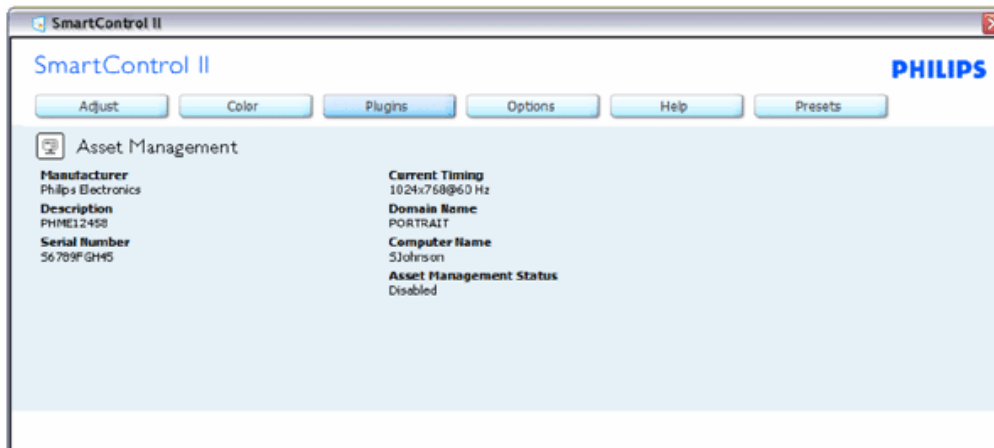 SmartControl II
SmartControl II
PHILIPS
Adjust Color Plugins Options Help Presets
Asset Management
Manufacturer
Philips Electronics
Description
PHME12458
Serial Number
56789FGH45
Current Timing
1024x768@60 Hz
Domain Name
PORTRAIT
Computer Name
SJohnson
Asset Management Status
Disabled